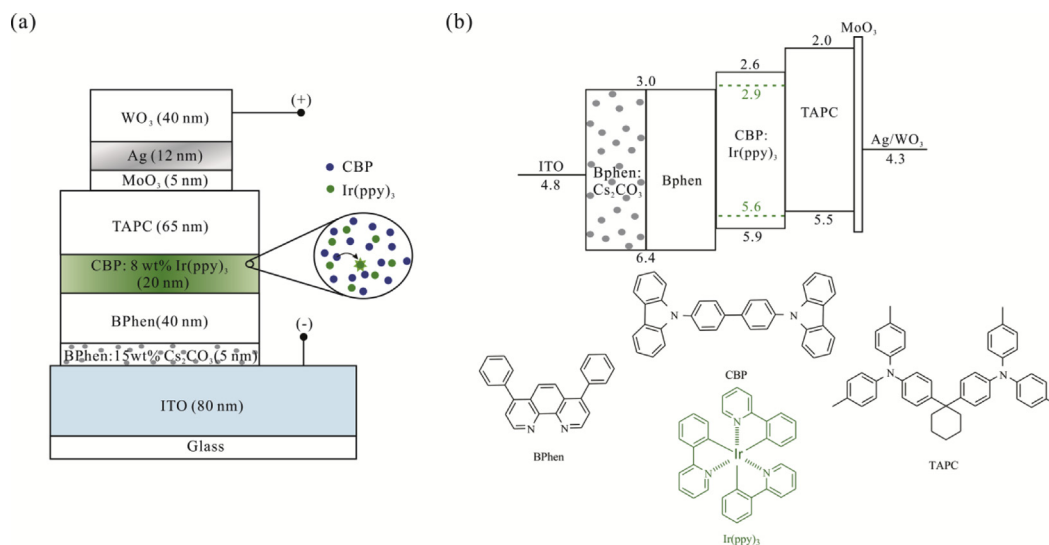 (a)
(+)
WO₃ (40 nm)
Ag (12 nm)
MoO₃ (5 nm)
TAPC (65 nm)
CBP: 8 wt% Ir(ppy)₃
(20 nm)
BPhen(40 nm)
BPhen:15wt% Cs₂CO₃(5 nm)
(-)
ITO (80 nm)
Glass
CBP
Ir(ppy)₃
(b)
MoO₃
2.0
2.6
3.0
2.9
TAPC
CBP:
Ir(ppy)₃
ITO
4.8
Bphen:
Cs₂CO₃
Bphen
Ag/WO₃
4.3
5.6
5.5
5.9
6.4
N
N
CBP
N
N
BPhen
N
Ir
N
N
Ir(ppy)₃
N
N
TAPC